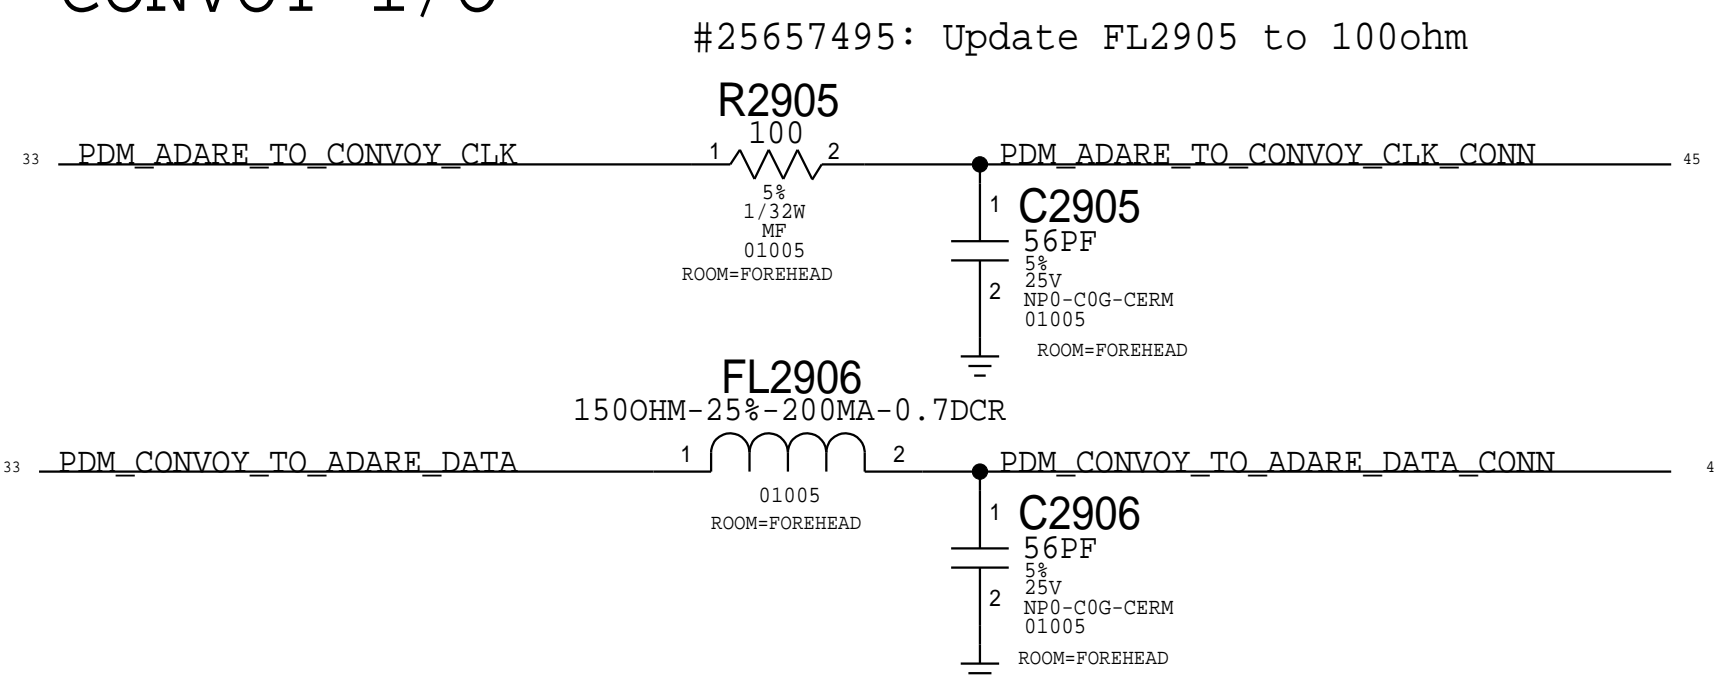 CONVOY I/O
#25657495: Update FL2905 to 100ohm
R2905
100
33 PDM_ADARE_TO_CONVOY_CLK 1 2 PDM_ADARE_TO_CONVOY_CLK_CONN 45
5%
1/32W
MF
01005
ROOM=FOREHEAD
1 C2905
56PF
5%
25V
2 NP0-C0G-CERM
01005
ROOM=FOREHEAD
FL2906
150OHM-25%-200MA-0.7DCR
33 PDM_CONVOY_TO_ADARE_DATA 1 2 PDM_CONVOY_TO_ADARE_DATA_CONN 4
01005
ROOM=FOREHEAD
1 C2906
56PF
5%
25V
2 NP0-C0G-CERM
01005
ROOM=FOREHEAD